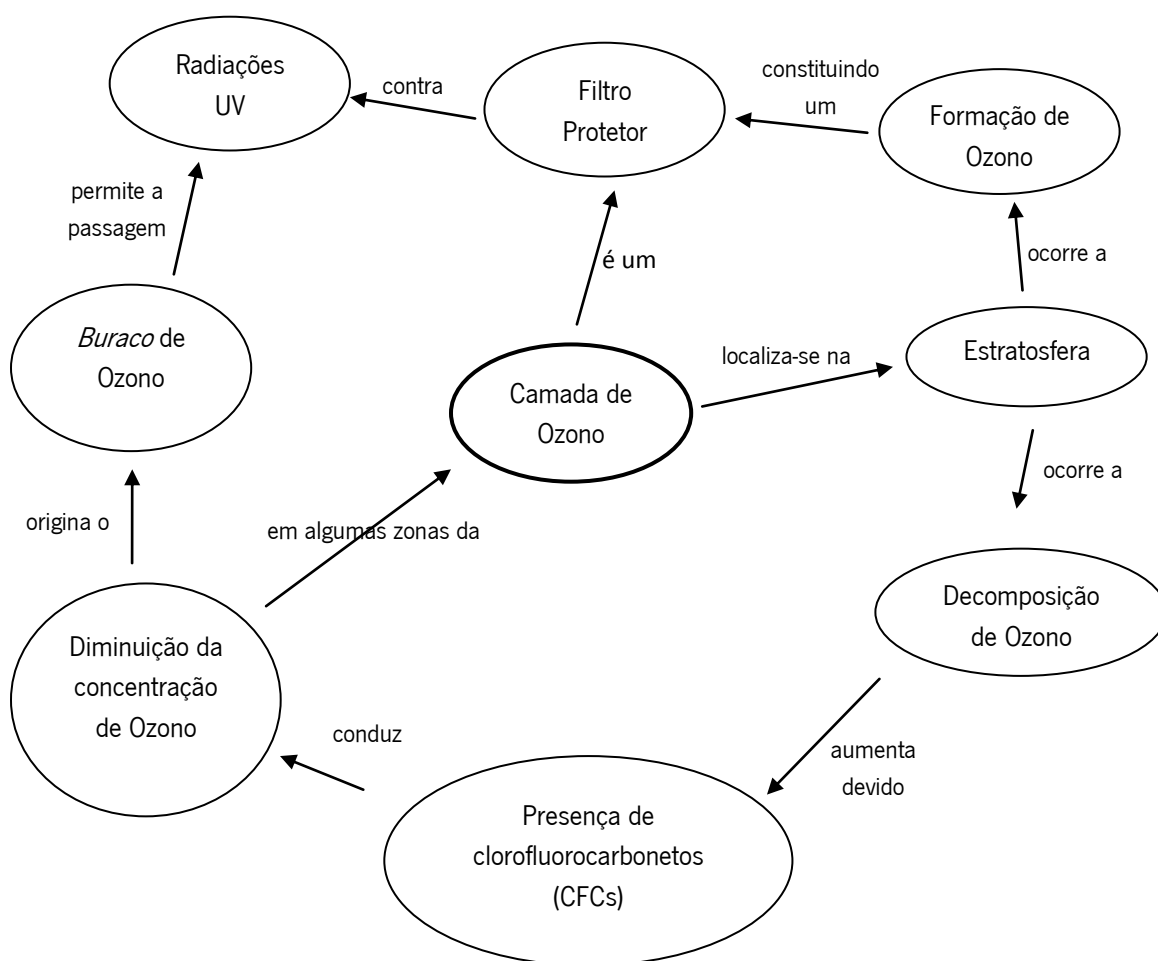 Radiações
UV
contra
Filtro
Protetor
constituindo
um
Formação de
Ozono
permite a
passagem
é um
ocorre a
Buraco de
Ozono
Camada de
Ozono
localiza-se na
Estratosfera
ocorre a
origina o
em algumas zonas da
Decomposição
de Ozono
Diminuição da
concentração
de Ozono
conduz
aumenta
devido
Presença de
clorofluorocarbonetos
(CFCs)